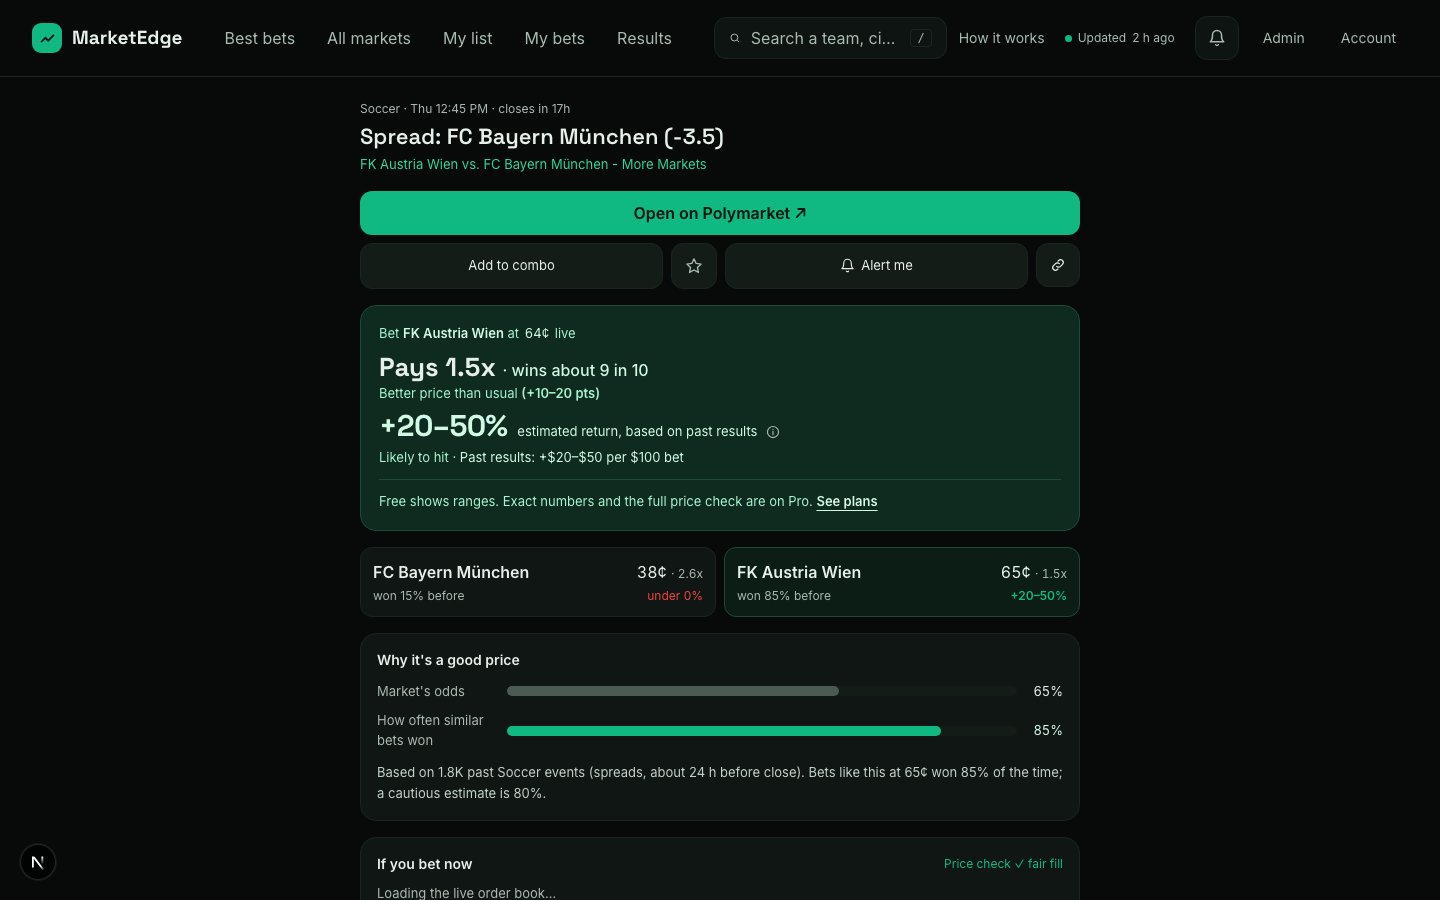 MarketEdge
Best bets
All markets
My list
My bets
Results
Search a team, ci...
/
How it works
Updated 2 h ago
Admin
Account
Soccer · Thu 12:45 PM · closes in 17h
Spread: FC Bayern München (-3.5)
FK Austria Wien vs. FC Bayern München - More Markets
Open on Polymarket ↗
Add to combo
Alert me
Bet FK Austria Wien at 64¢ live
Pays 1.5x · wins about 9 in 10
Better price than usual (+10–20 pts)
+20–50% estimated return, based on past results
Likely to hit · Past results: +$20–$50 per $100 bet
Free shows ranges. Exact numbers and the full price check are on Pro. See plans
FC Bayern München 38¢ · 2.6x
won 15% before under 0%
FK Austria Wien 65¢ · 1.5x
won 85% before +20–50%
Why it's a good price
Market's odds 65%
How often similar
bets won 85%
Based on 1.8K past Soccer events (spreads, about 24 h before close). Bets like this at 65¢ won 85% of the time;
a cautious estimate is 80%.
If you bet now
Price check ✓ fair fill
Loading the live order book...
N